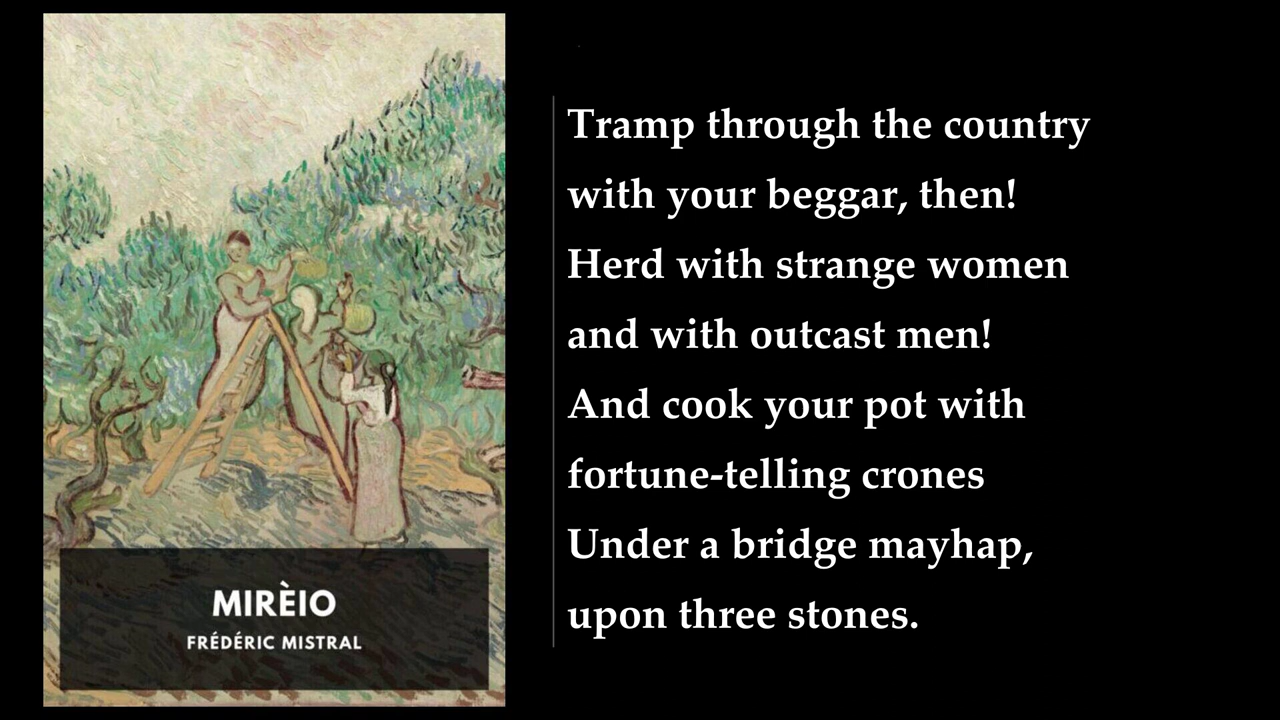 MIRÈIO
FRÉDÉRIC MISTRAL
Tramp through the country
with your beggar, then!
Herd with strange women
and with outcast men!
And cook your pot with
fortune-telling crones
Under a bridge mayhap,
upon three stones.